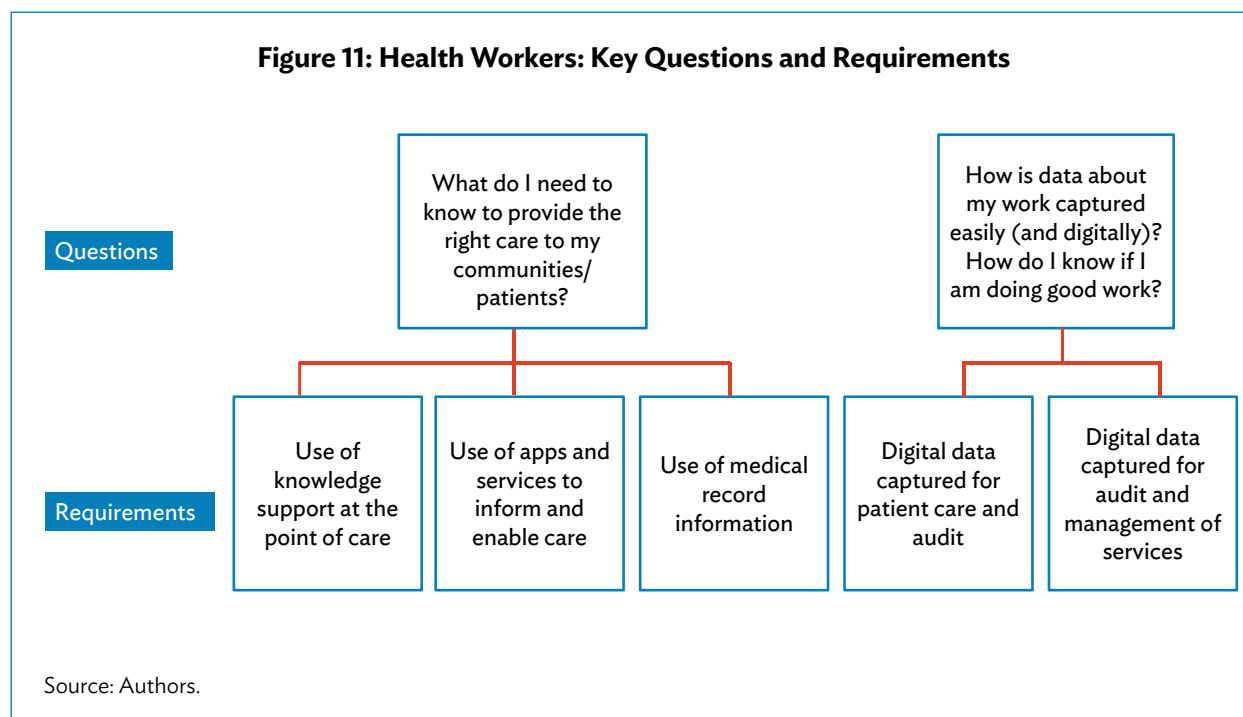 Figure 11: Health Workers: Key Questions and Requirements
Questions
What do I need to
know to provide the
right care to my
communities/
patients?
How is data about
my work captured
easily (and digitally)?
How do I know if I
am doing good work?
Requirements
Use of
knowledge
support at the
point of care
Use of apps and
services to
inform and
enable care
Use of medical
record
information
Digital data
captured for
patient care and
audit
Digital data
captured for
audit and
management of
services
Source: Authors.